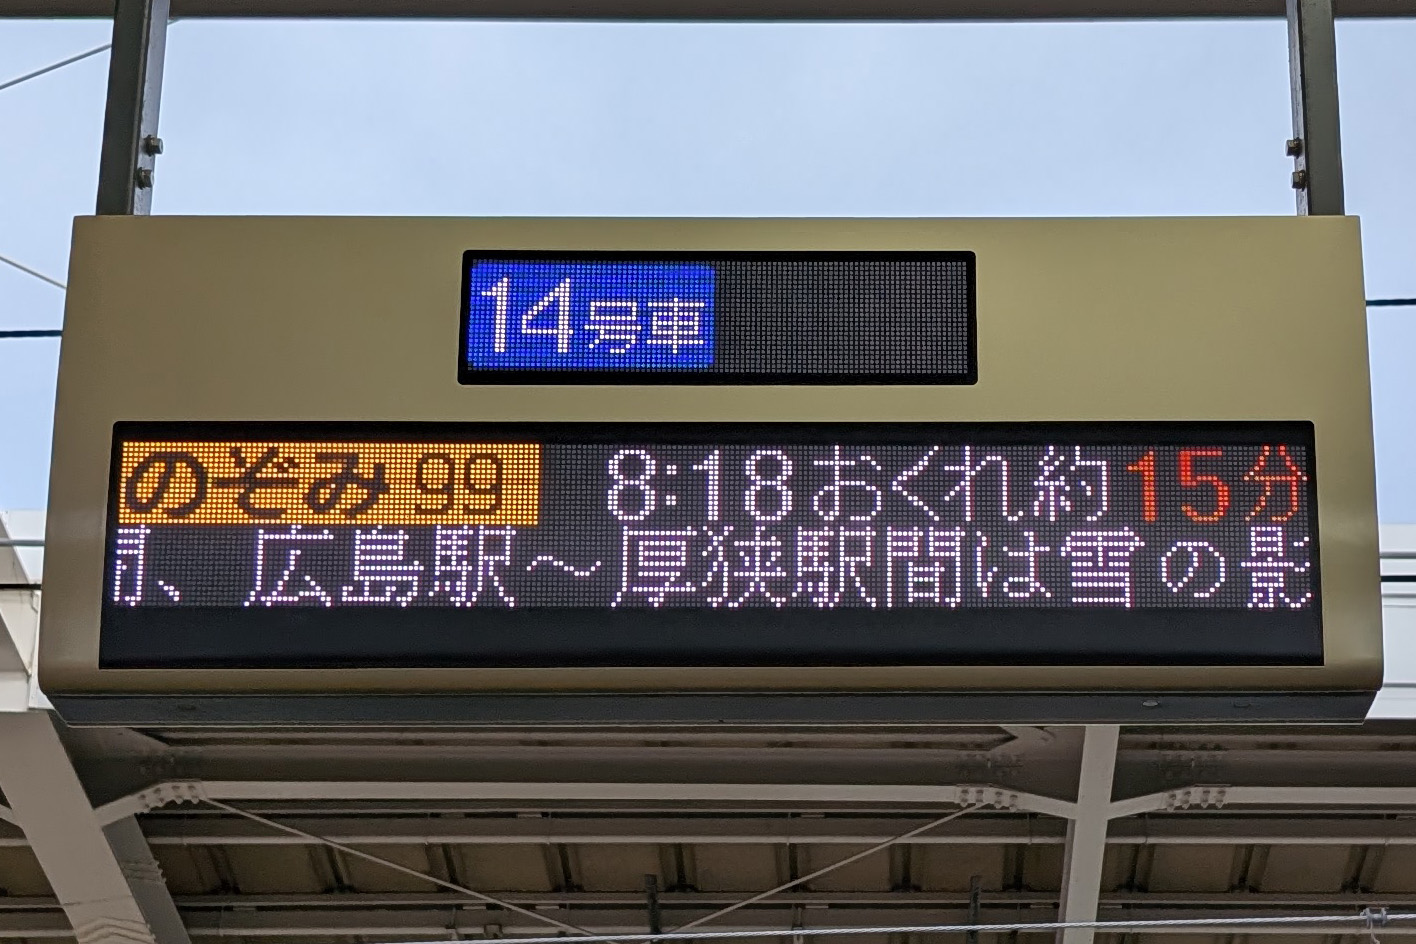 14号車
のぞみ 99 8:18 おくれ約 15分
、 広島駅～厚狭駅間は雪の影